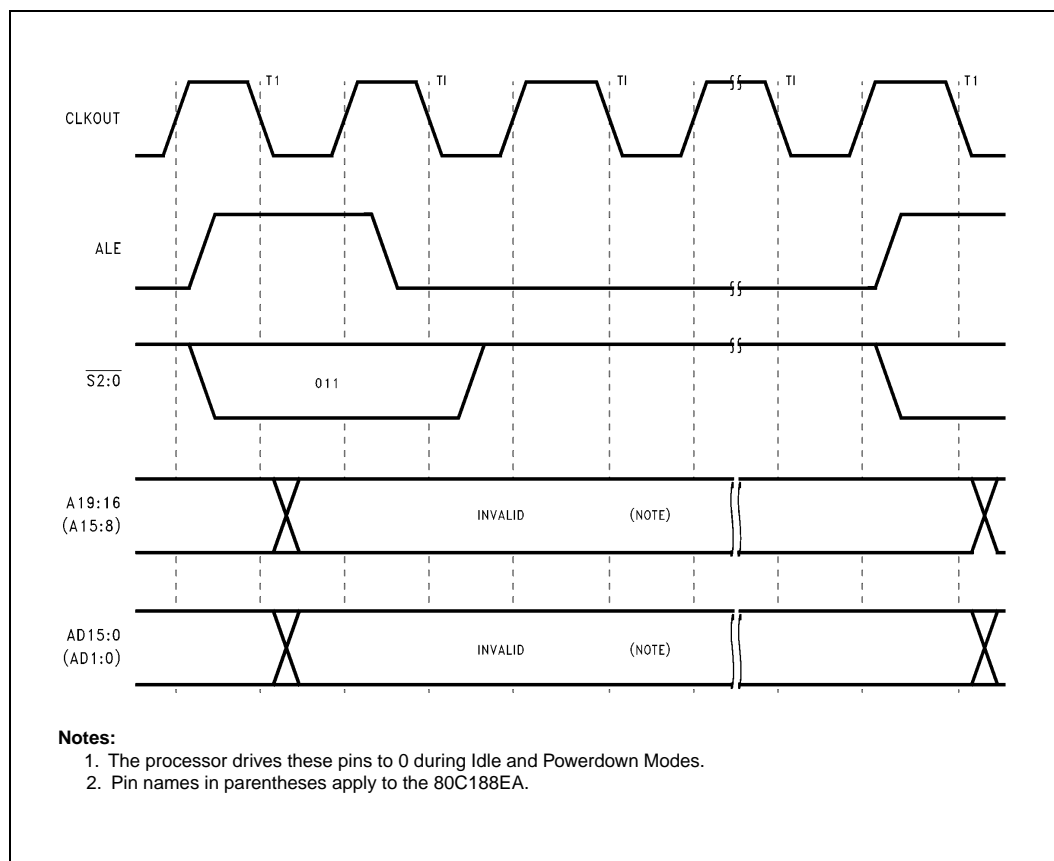 T1 TI TI TI T1
CLKOUT
ALE
S2:0
011
A19:16
(A15:8)
INVALID (NOTE)
AD15:0
(AD1:0)
INVALID (NOTE)
Notes:
1. The processor drives these pins to 0 during Idle and Powerdown Modes.
2. Pin names in parentheses apply to the 80C188EA.